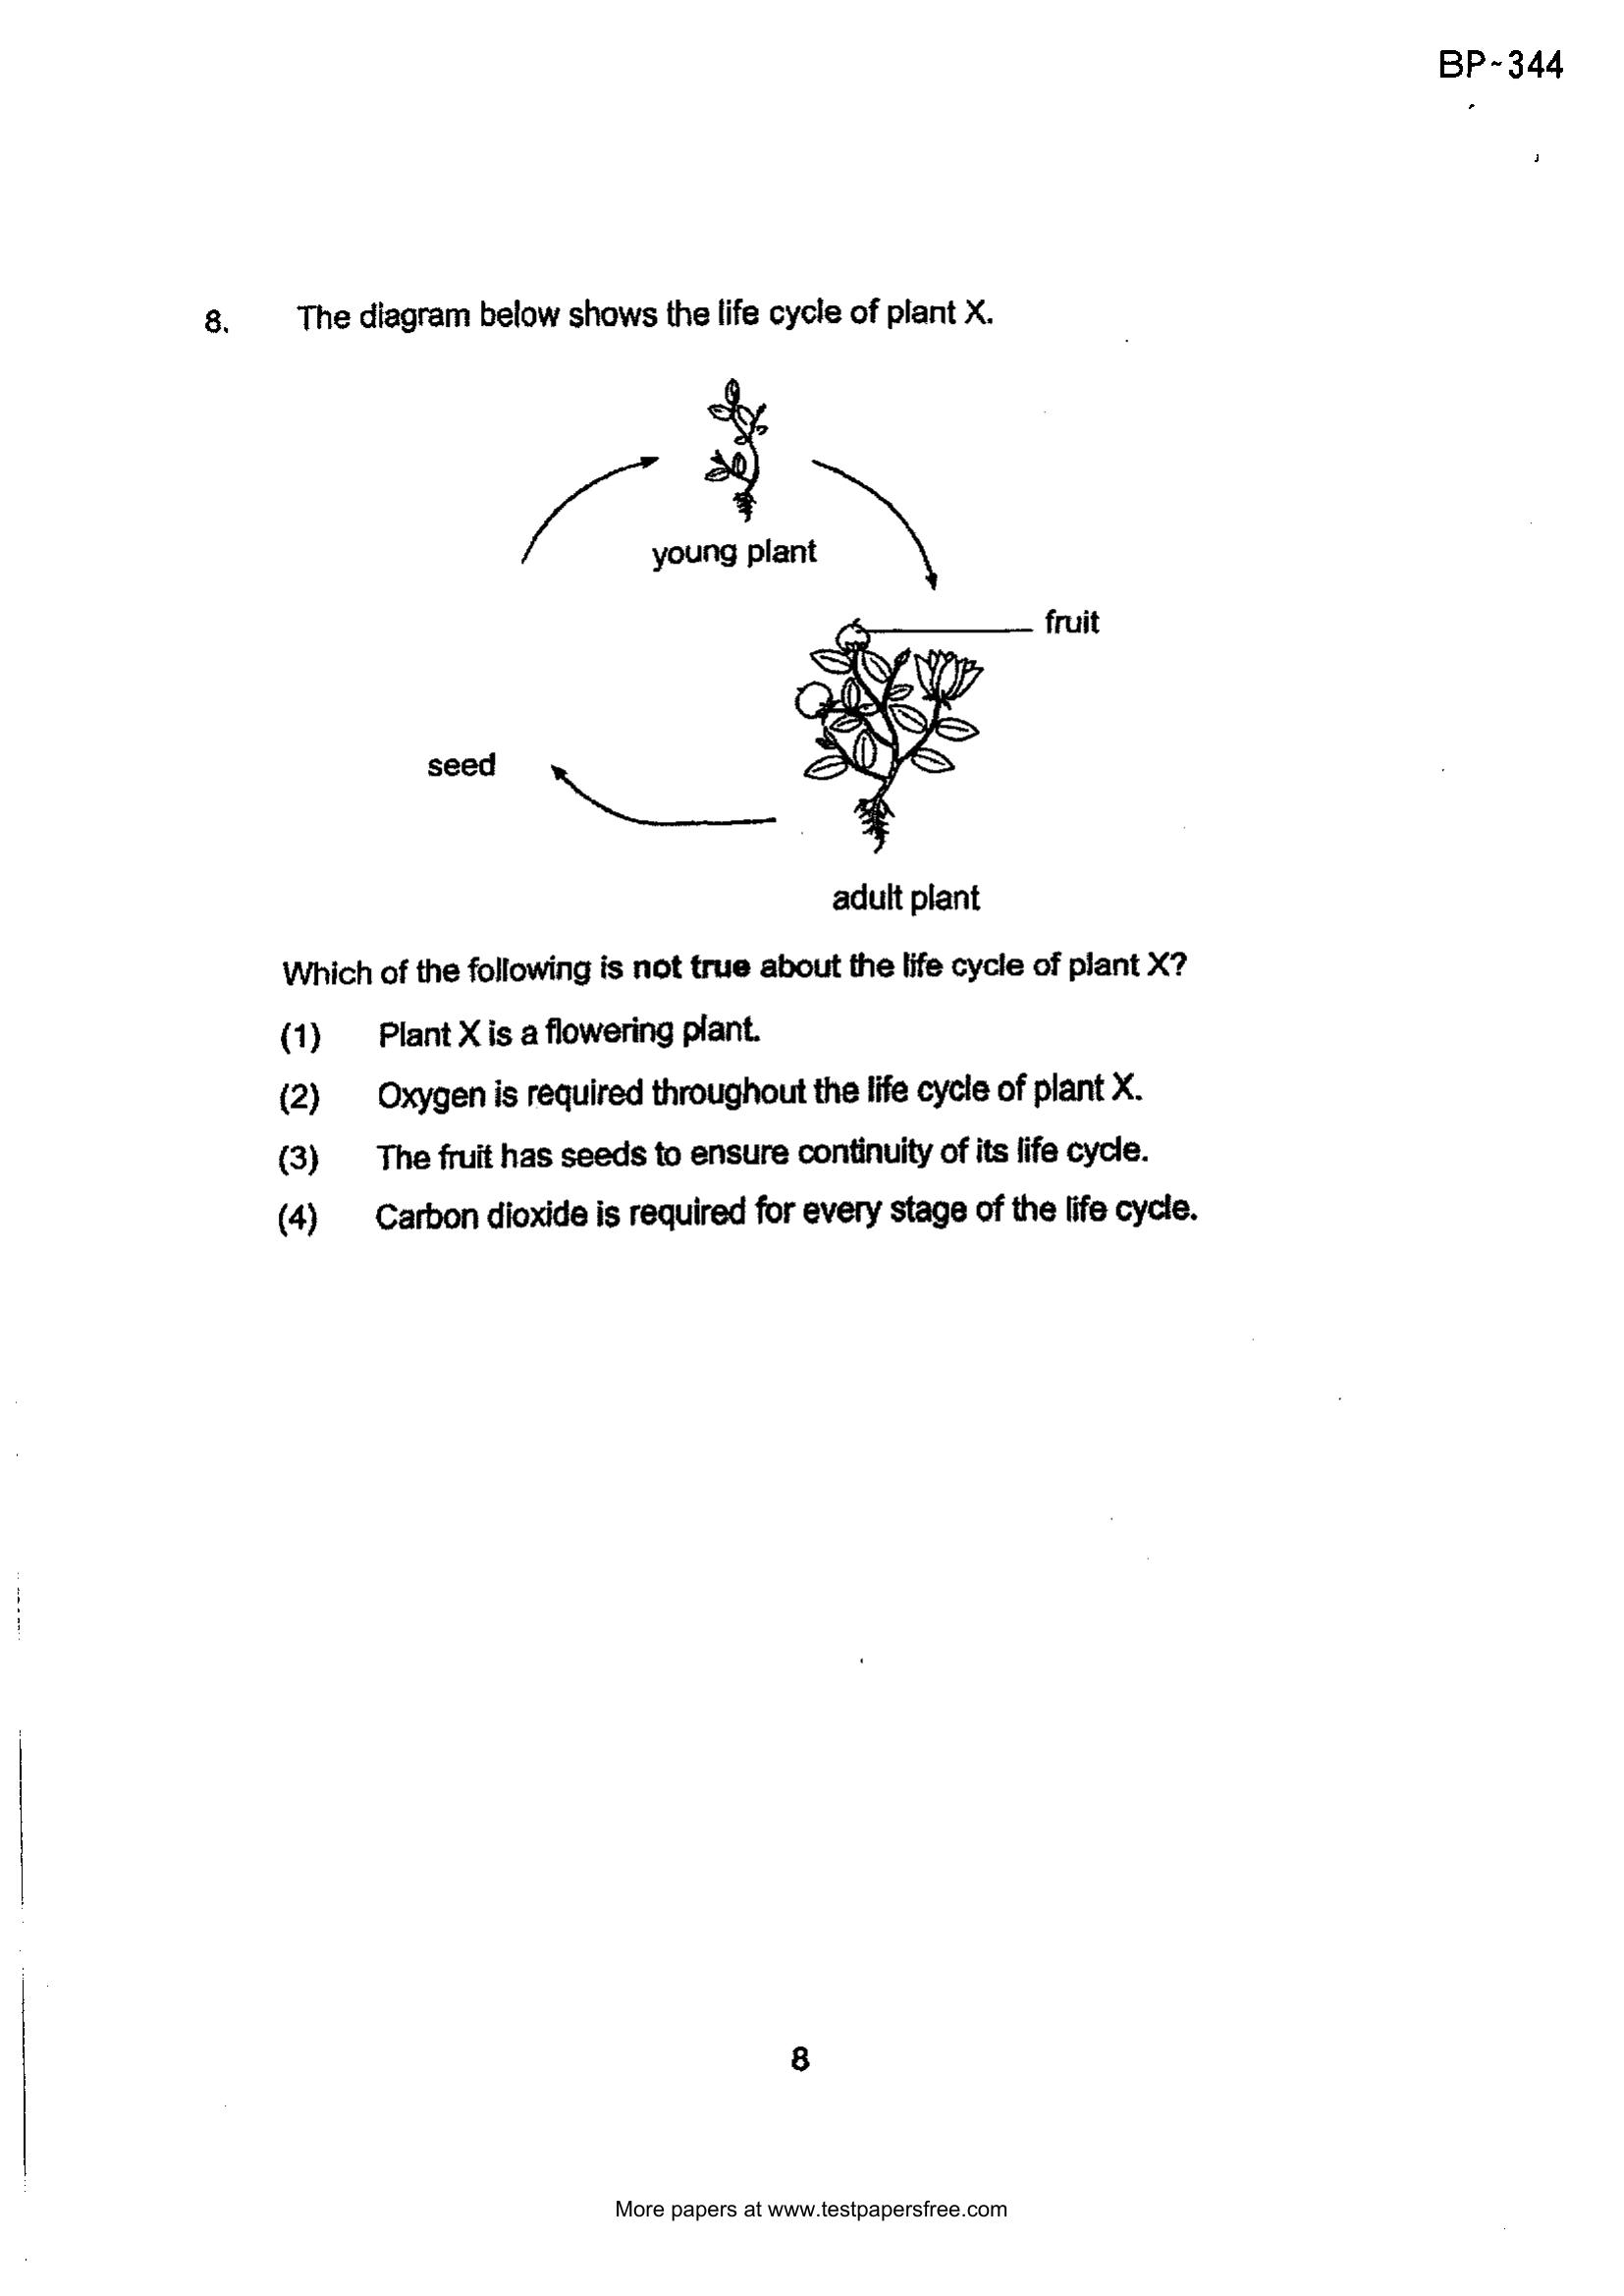 BP~344
8. The diagram below shows the life cycle of plant X.
young plant
fruit
seed
adult plant
Which of the following is not true about the life cycle of plant X?
(1) Plant X is a flowering plant.
(2) Oxygen is required throughout the life cycle of plant X.
(3) The fruit has seeds to ensure continuity of its life cycle.
(4) Carbon dioxide is required for every stage of the life cycle.
8
More papers at www.testpapersfree.com